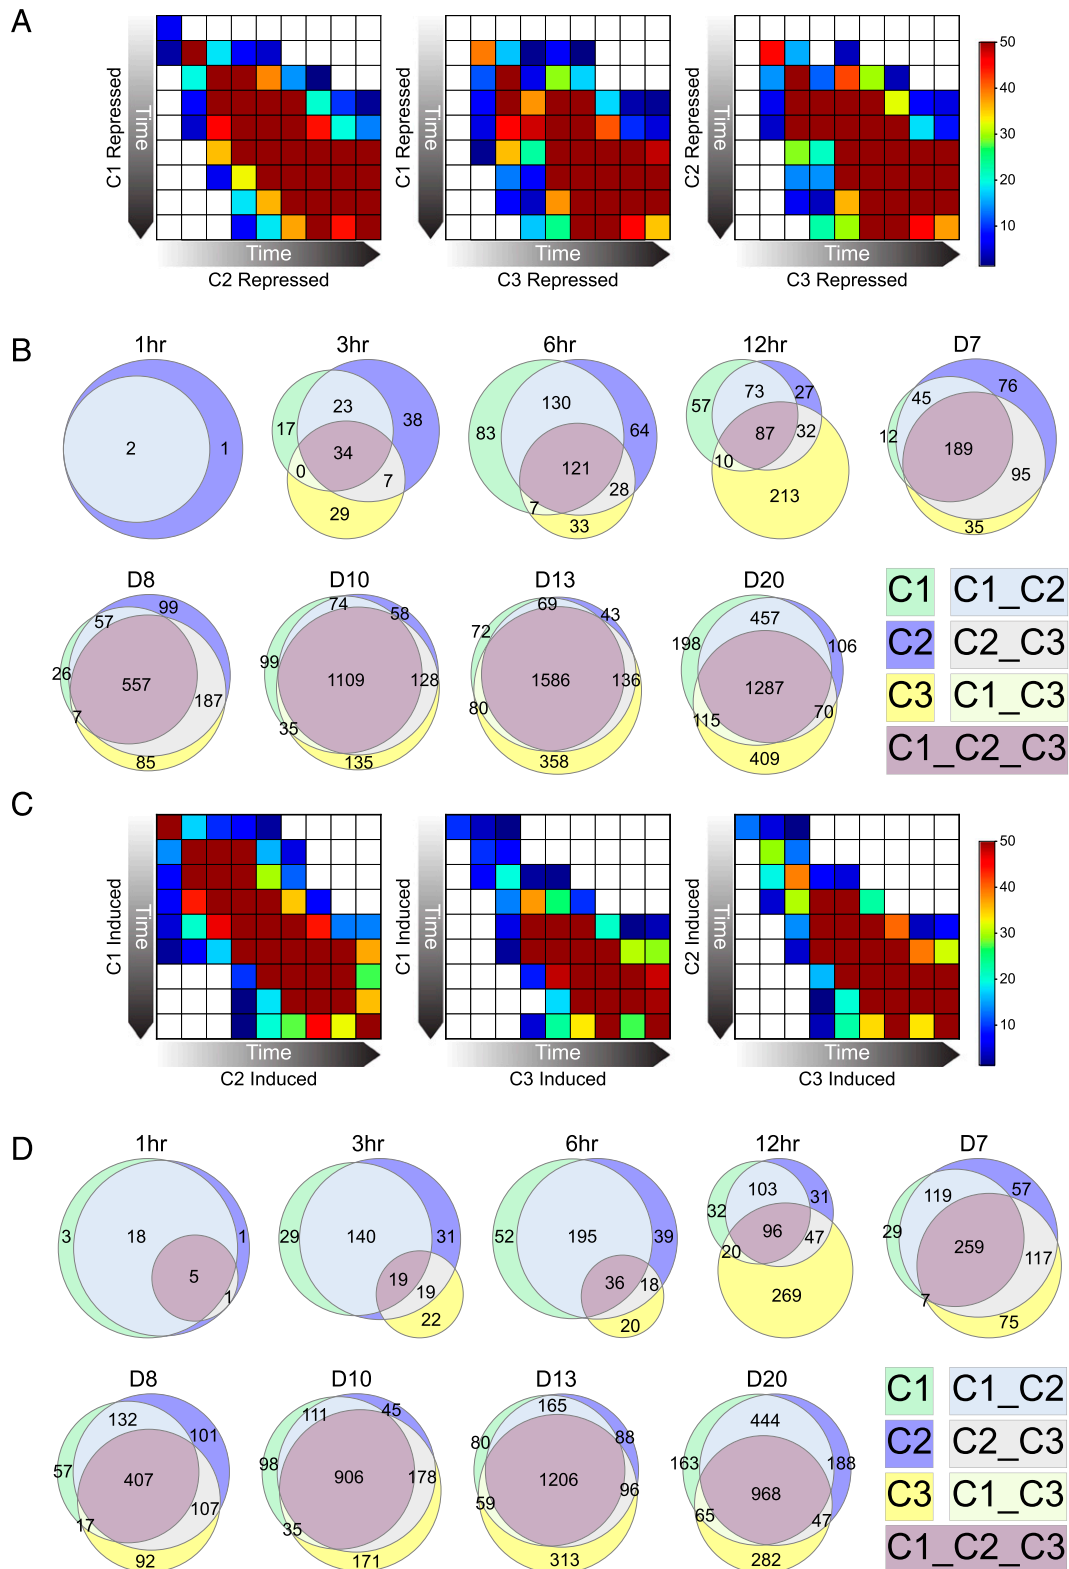 A
C1 Repressed
Time
Time
C2 Repressed
C1 Repressed
Time
Time
C3 Repressed
C2 Repressed
Time
Time
C3 Repressed
50
40
30
20
10
B
1hr
2
1
3hr
23
38
17
34
0
7
29
6hr
130
83
64
121
28
7
33
12hr
73
27
57
87
32
10
213
D7
76
45
12
189
95
35
D8
99
57
26
557
187
7
85
D10
74
58
99
1109
128
35
135
D13
69
43
72
1586
136
80
358
D20
457
198
106
1287
115
70
409
C1
C1_C2
C2
C2_C3
C3
C1_C3
C1_C2_C3
C
C1 Induced
Time
Time
C2 Induced
C1 Induced
Time
Time
C3 Induced
C2 Induced
Time
Time
C3 Induced
50
40
30
20
10
D
1hr
3
18
1
5
1
3hr
29
140
31
19
19
22
6hr
52
195
39
36
18
20
12hr
103
31
32
96
47
20
269
D7
57
119
29
259
117
7
75
D8
132
101
57
407
107
17
92
D10
111
45
98
906
178
35
171
D13
165
88
80
1206
96
59
313
D20
444
163
188
968
65
47
282
C1
C1_C2
C2
C2_C3
C3
C1_C3
C1_C2_C3